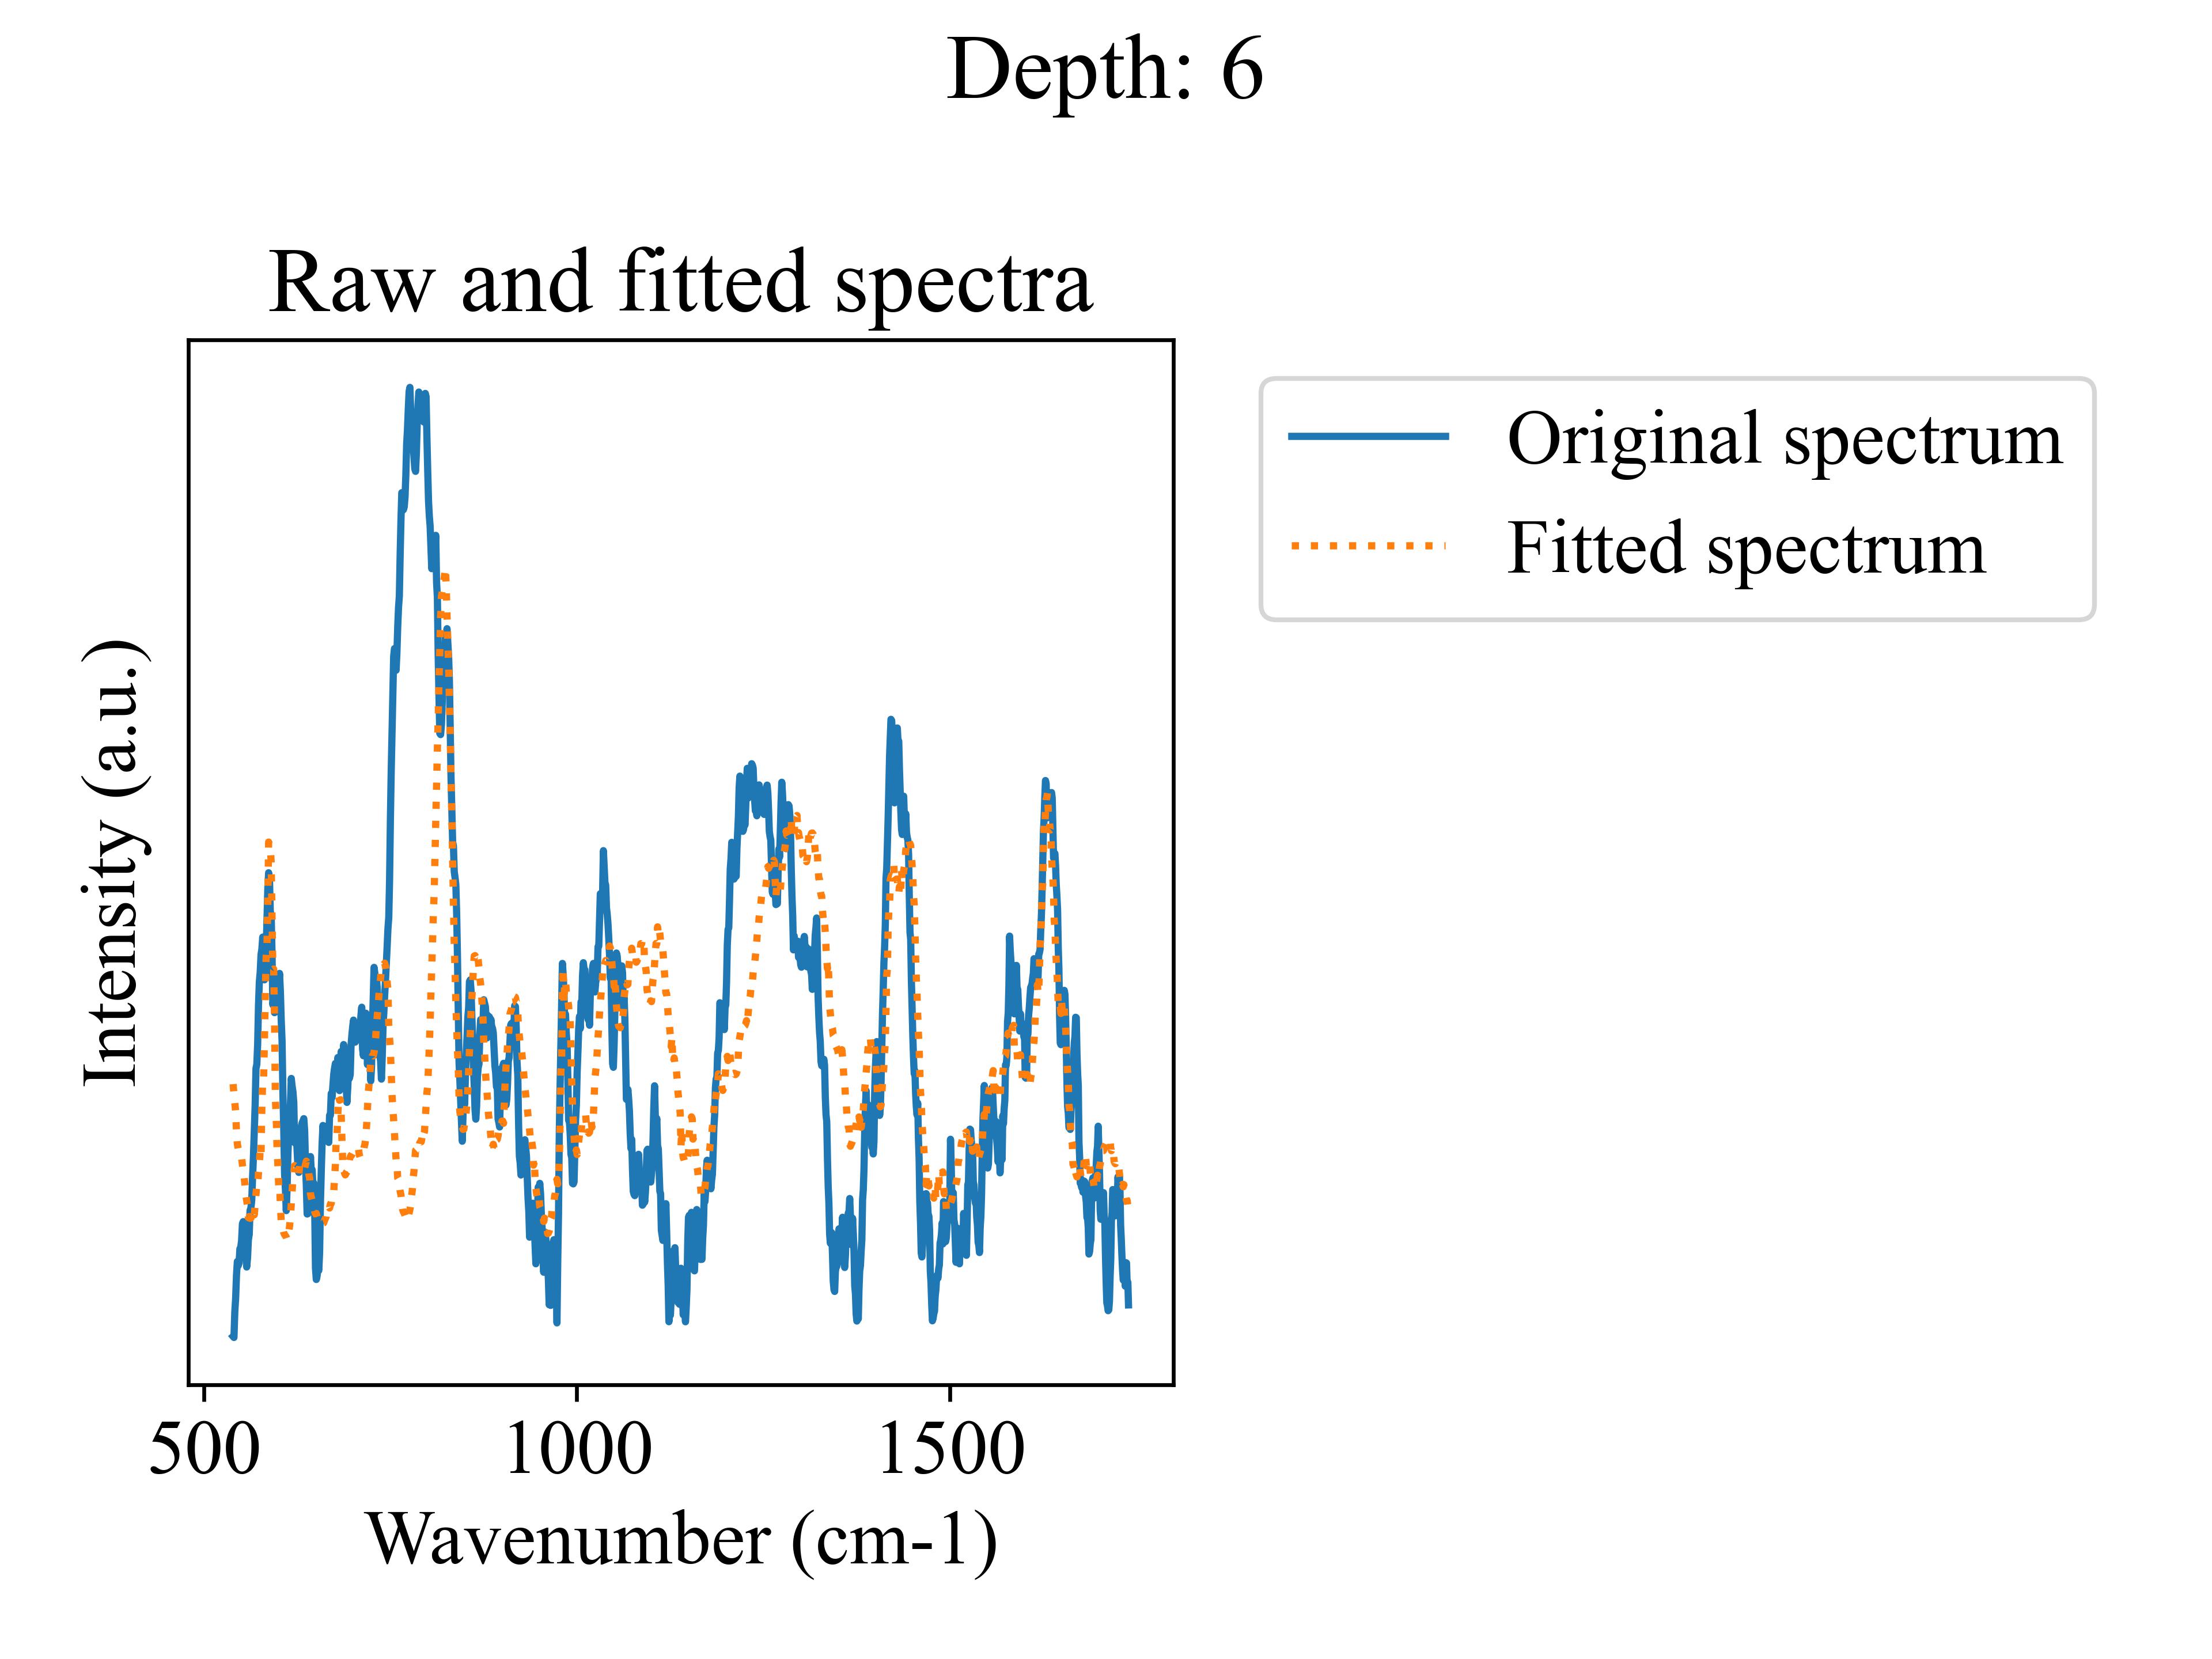 Depth: 6
Raw and fitted spectra
Original spectrum
Fitted spectrum
Intensity (a.u.)
500 1000 1500
Wavenumber (cm-1)